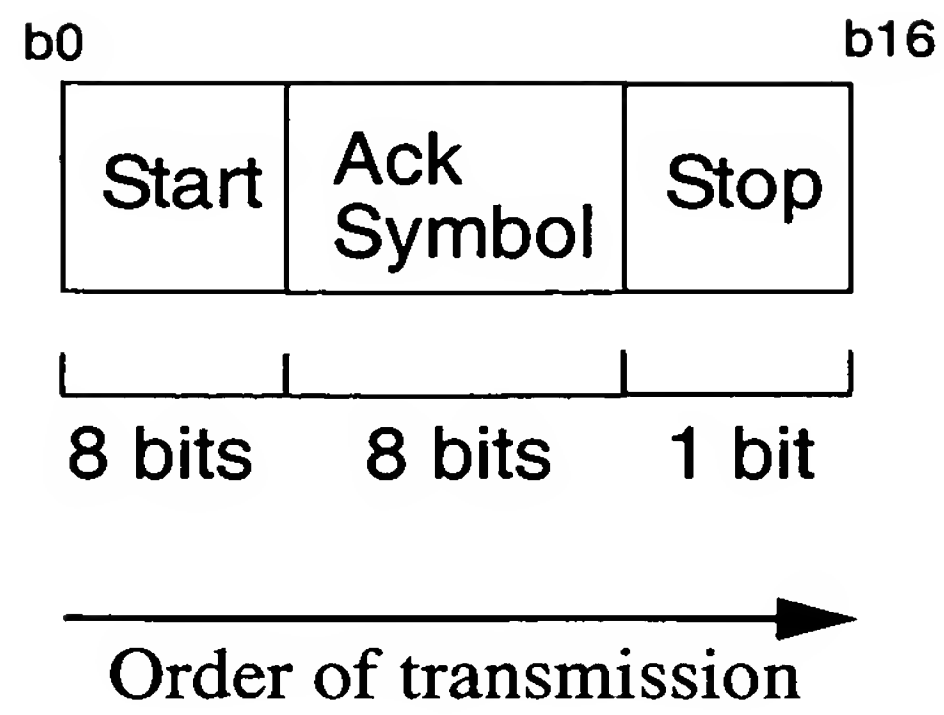 b0 b16
Start Ack Symbol Stop
8 bits 8 bits 1 bit
Order of transmission